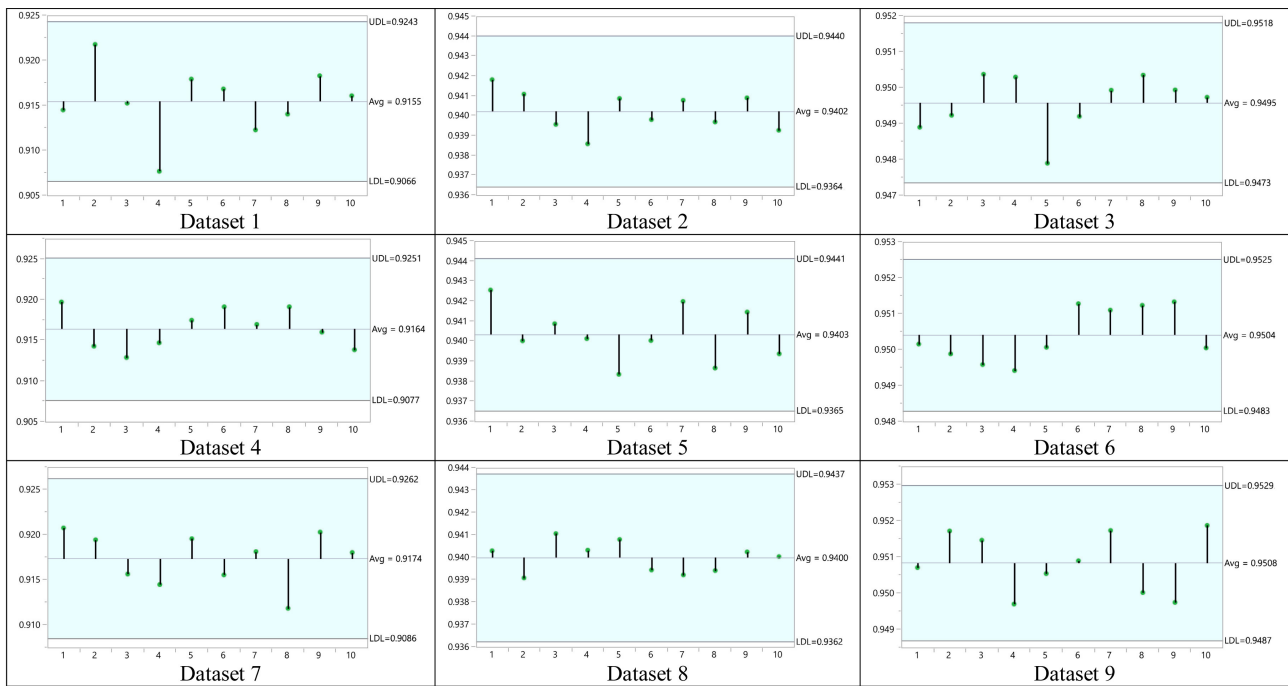 0.925
0.920
0.915
0.910
0.905
UDL=0.9243
Avg = 0.9155
LDL=0.9066
1 2 3 4 5 6 7 8 9 10
Dataset 1
0.945
0.944
0.943
0.942
0.941
0.940
0.939
0.938
0.937
0.936
UDL=0.9440
Avg = 0.9402
LDL=0.9364
1 2 3 4 5 6 7 8 9 10
Dataset 2
0.952
0.951
0.950
0.949
0.948
0.947
UDL=0.9518
Avg = 0.9495
LDL=0.9473
1 2 3 4 5 6 7 8 9 10
Dataset 3
0.925
0.920
0.915
0.910
0.905
UDL=0.9251
Avg = 0.9164
LDL=0.9077
1 2 3 4 5 6 7 8 9 10
Dataset 4
0.945
0.944
0.943
0.942
0.941
0.940
0.939
0.938
0.937
0.936
UDL=0.9441
Avg = 0.9403
LDL=0.9365
1 2 3 4 5 6 7 8 9 10
Dataset 5
0.953
0.952
0.951
0.950
0.949
0.948
UDL=0.9525
Avg = 0.9504
LDL=0.9483
1 2 3 4 5 6 7 8 9 10
Dataset 6
0.925
0.920
0.915
0.910
UDL=0.9262
Avg = 0.9174
LDL=0.9086
1 2 3 4 5 6 7 8 9 10
Dataset 7
0.944
0.943
0.942
0.941
0.940
0.939
0.938
0.937
0.936
UDL=0.9437
Avg = 0.9400
LDL=0.9362
1 2 3 4 5 6 7 8 9 10
Dataset 8
0.953
0.952
0.951
0.950
0.949
UDL=0.9529
Avg = 0.9508
LDL=0.9487
1 2 3 4 5 6 7 8 9 10
Dataset 9